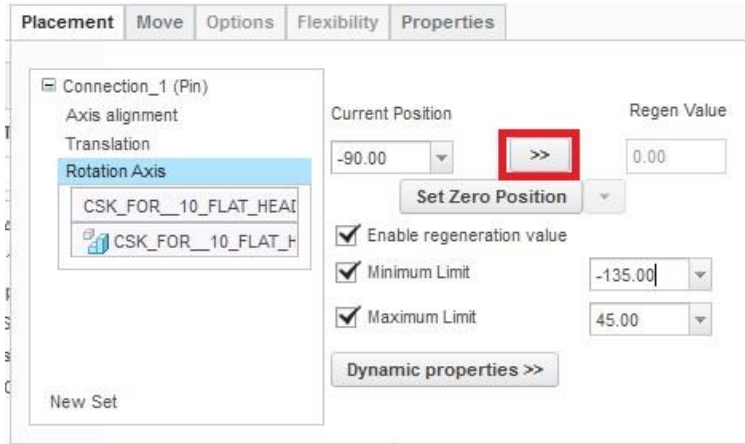 Placement Move Options Flexibility Properties
Connection_1 (Pin)
Axis alignment
Translation
Rotation Axis
CSK_FOR__10_FLAT_HEA
CSK_FOR__10_FLAT_H
New Set
Current Position Regen Value
-90.00 >> 0.00
Set Zero Position
Enable regeneration value
Minimum Limit -135.00
Maximum Limit 45.00
Dynamic properties >>